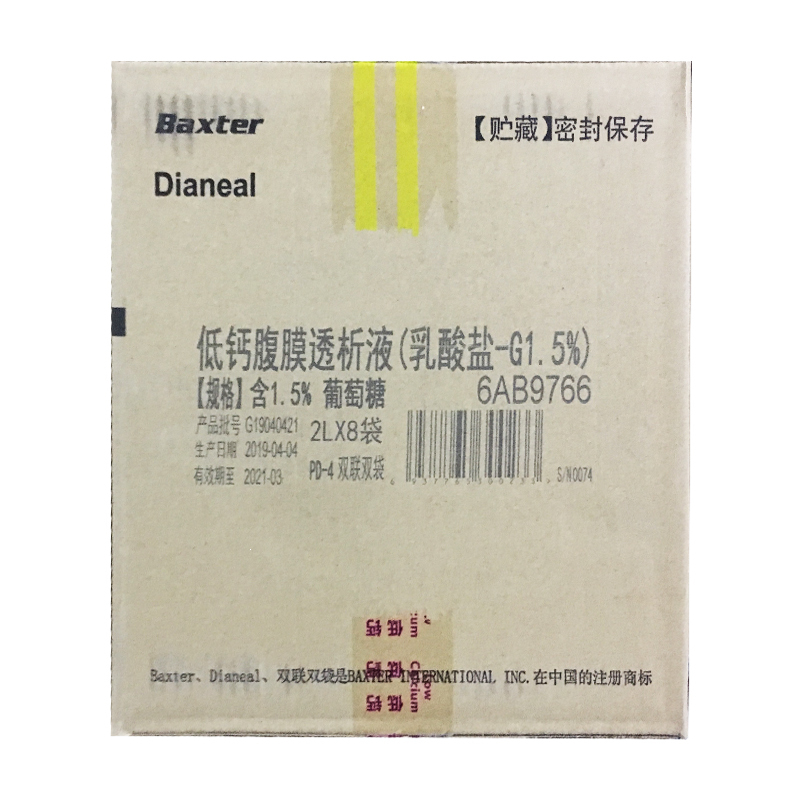 Baxter
【贮藏】密封保存
Dianeal
低钙腹膜透析液(乳酸盐-G1.5%)
【规格】含1.5% 葡萄糖
6AB9766
产品批号 G19040421
生产日期 2019-04-04
有效期至 2021-03
2LX8袋
PD-4 双联双袋
S/N0074
低钙
低钙
Low Calcium
低钙
Baxter、Dianeal、双联双袋是BAXTER INTERNATIONAL INC.在中国的注册商标